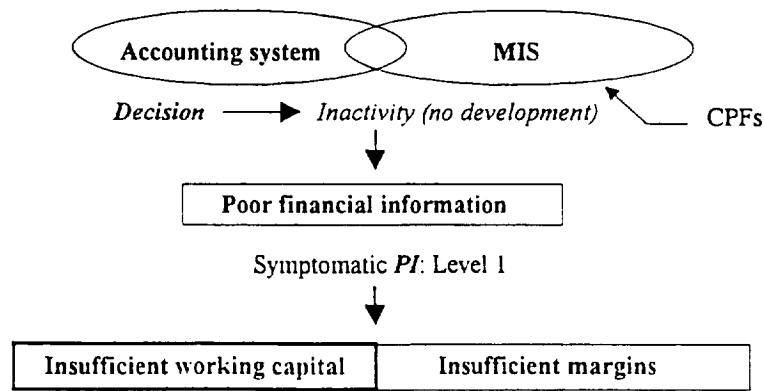 Accounting system MIS
Decision Inactivity (no development) CPFs
Poor financial information
Symptomatic PI: Level 1
Insufficient working capital Insufficient margins